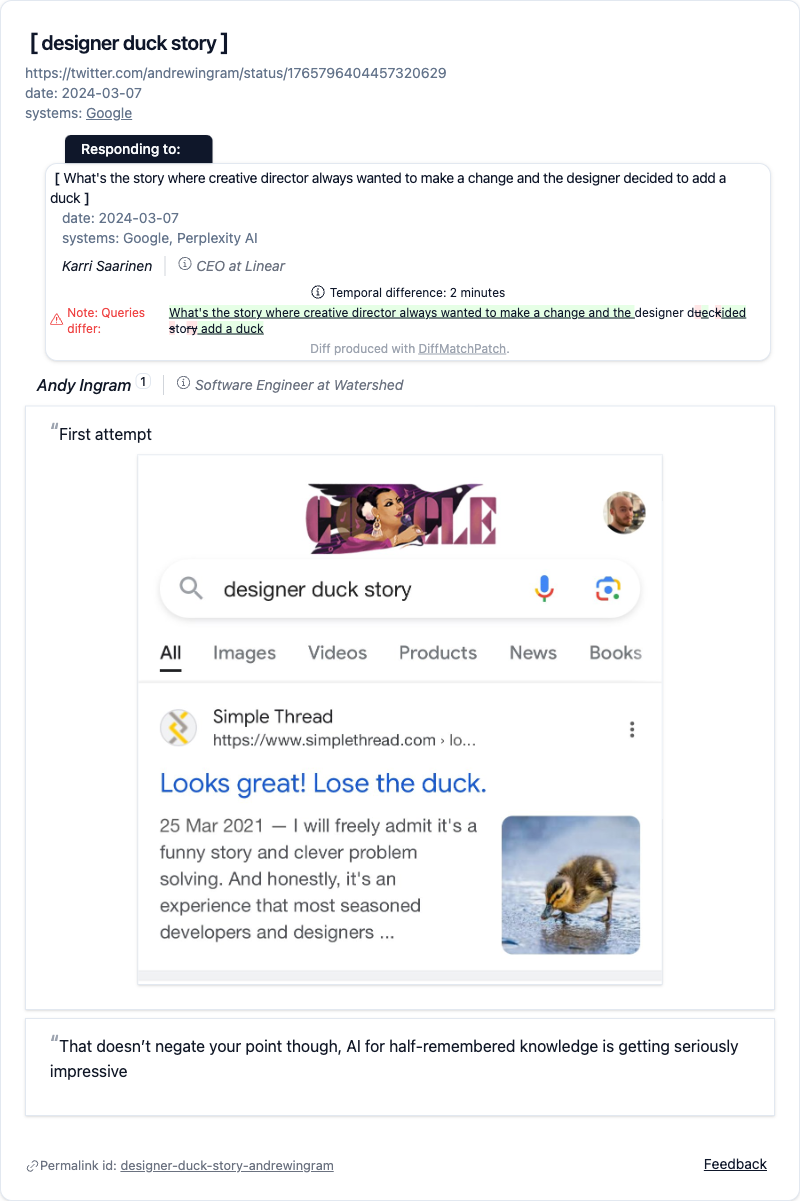 [ designer duck story ]
https://twitter.com/andrewingram/status/1765796404457320629
date: 2024-03-07
systems: Google
Responding to:
[ What's the story where creative director always wanted to make a change and the designer decided to add a
duck ]
date: 2024-03-07
systems: Google, Perplexity AI
Karri Saarinen
CEO at Linear
Temporal difference: 2 minutes
Note: Queries
differ:
What's the story where creative director always wanted to make a change and the designer dueckided
story add a duck
Diff produced with DiffMatchPatch.
Andy Ingram 1
Software Engineer at Watershed
“First attempt
GOOGLE
designer duck story
All Images Videos Products News Books
Simple Thread
https://www.simplethread.com › lo...
Looks great! Lose the duck.
25 Mar 2021 — I will freely admit it's a
funny story and clever problem
solving. And honestly, it's an
experience that most seasoned
developers and designers ...
“That doesn’t negate your point though, AI for half-remembered knowledge is getting seriously
impressive
Permalink id: designer-duck-story-andrewingram
Feedback